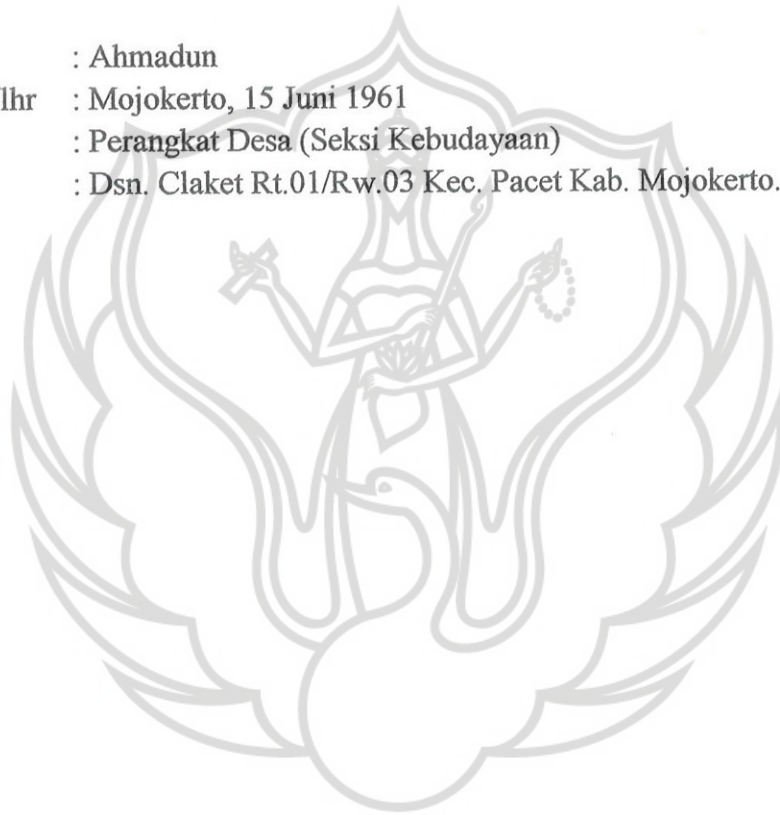 : Ahmadun
lhr : Mojokerto, 15 Juni 1961
: Perangkat Desa (Seksi Kebudayaan)
: Dsn. Claket Rt.01/Rw.03 Kec. Pacet Kab. Mojokerto.